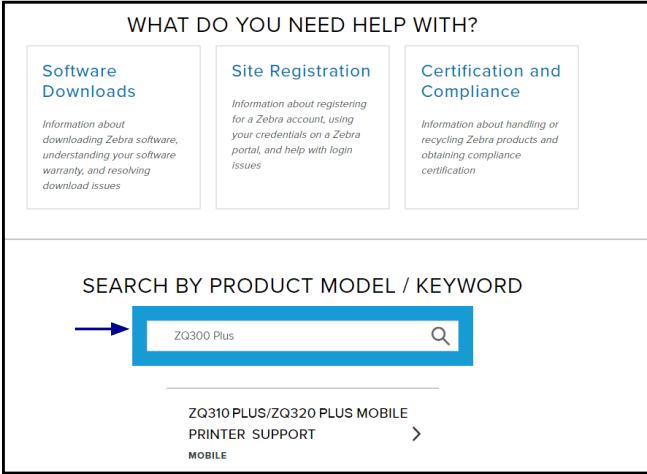 WHAT DO YOU NEED HELP WITH?
Software
Downloads
Information about
downloading Zebra software,
understanding your software
warranty, and resolving
download issues
Site Registration
Information about registering
for a Zebra account, using
your credentials on a Zebra
portal, and help with login
issues
Certification and
Compliance
Information about handling or
recycling Zebra products and
obtaining compliance
certification
SEARCH BY PRODUCT MODEL / KEYWORD
ZQ300 Plus
ZQ310 PLUS/ZQ320 PLUS MOBILE
PRINTER SUPPORT
MOBILE